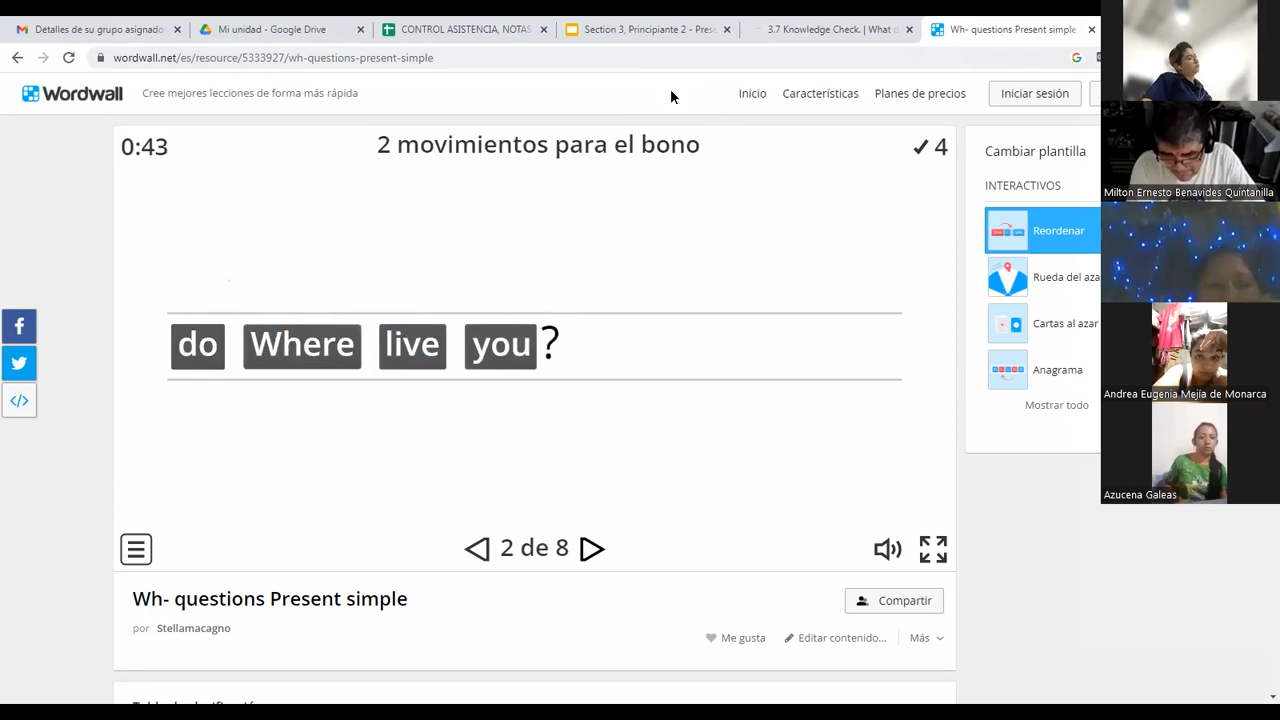 Detalles de su grupo asignado
Mi unidad - Google Drive
CONTROL ASISTENCIA, NOTAS
Section 3, Principiante 2 - Pres
3.7 Knowledge Check. | What d
Wh- questions Present simple
wordwall.net/es/resource/5333927/wh-questions-present-simple
Wordwall
Cree mejores lecciones de forma más rápida
Inicio
Características
Planes de precios
Iniciar sesión
0:43
2 movimientos para el bono
4
Cambiar plantilla
INTERACTIVOS
Reordenar
Rueda del aza
Cartas al azar
Anagrama
Mostrar todo
do Where live you?
2 de 8
Wh- questions Present simple
Compartir
por Stellamacagno
Me gusta
Editar contenido...
Más
Milton Ernesto Benavides Quintanilla
Andrea Eugenia Mejía de Monarca
Azucena Galeas